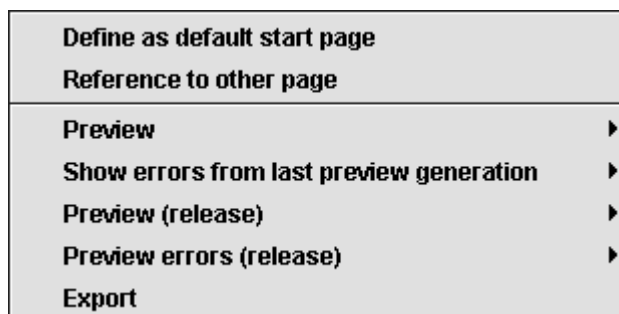 Define as default start page
Reference to other page
Preview
Show errors from last preview generation
Preview (release)
Preview errors (release)
Export